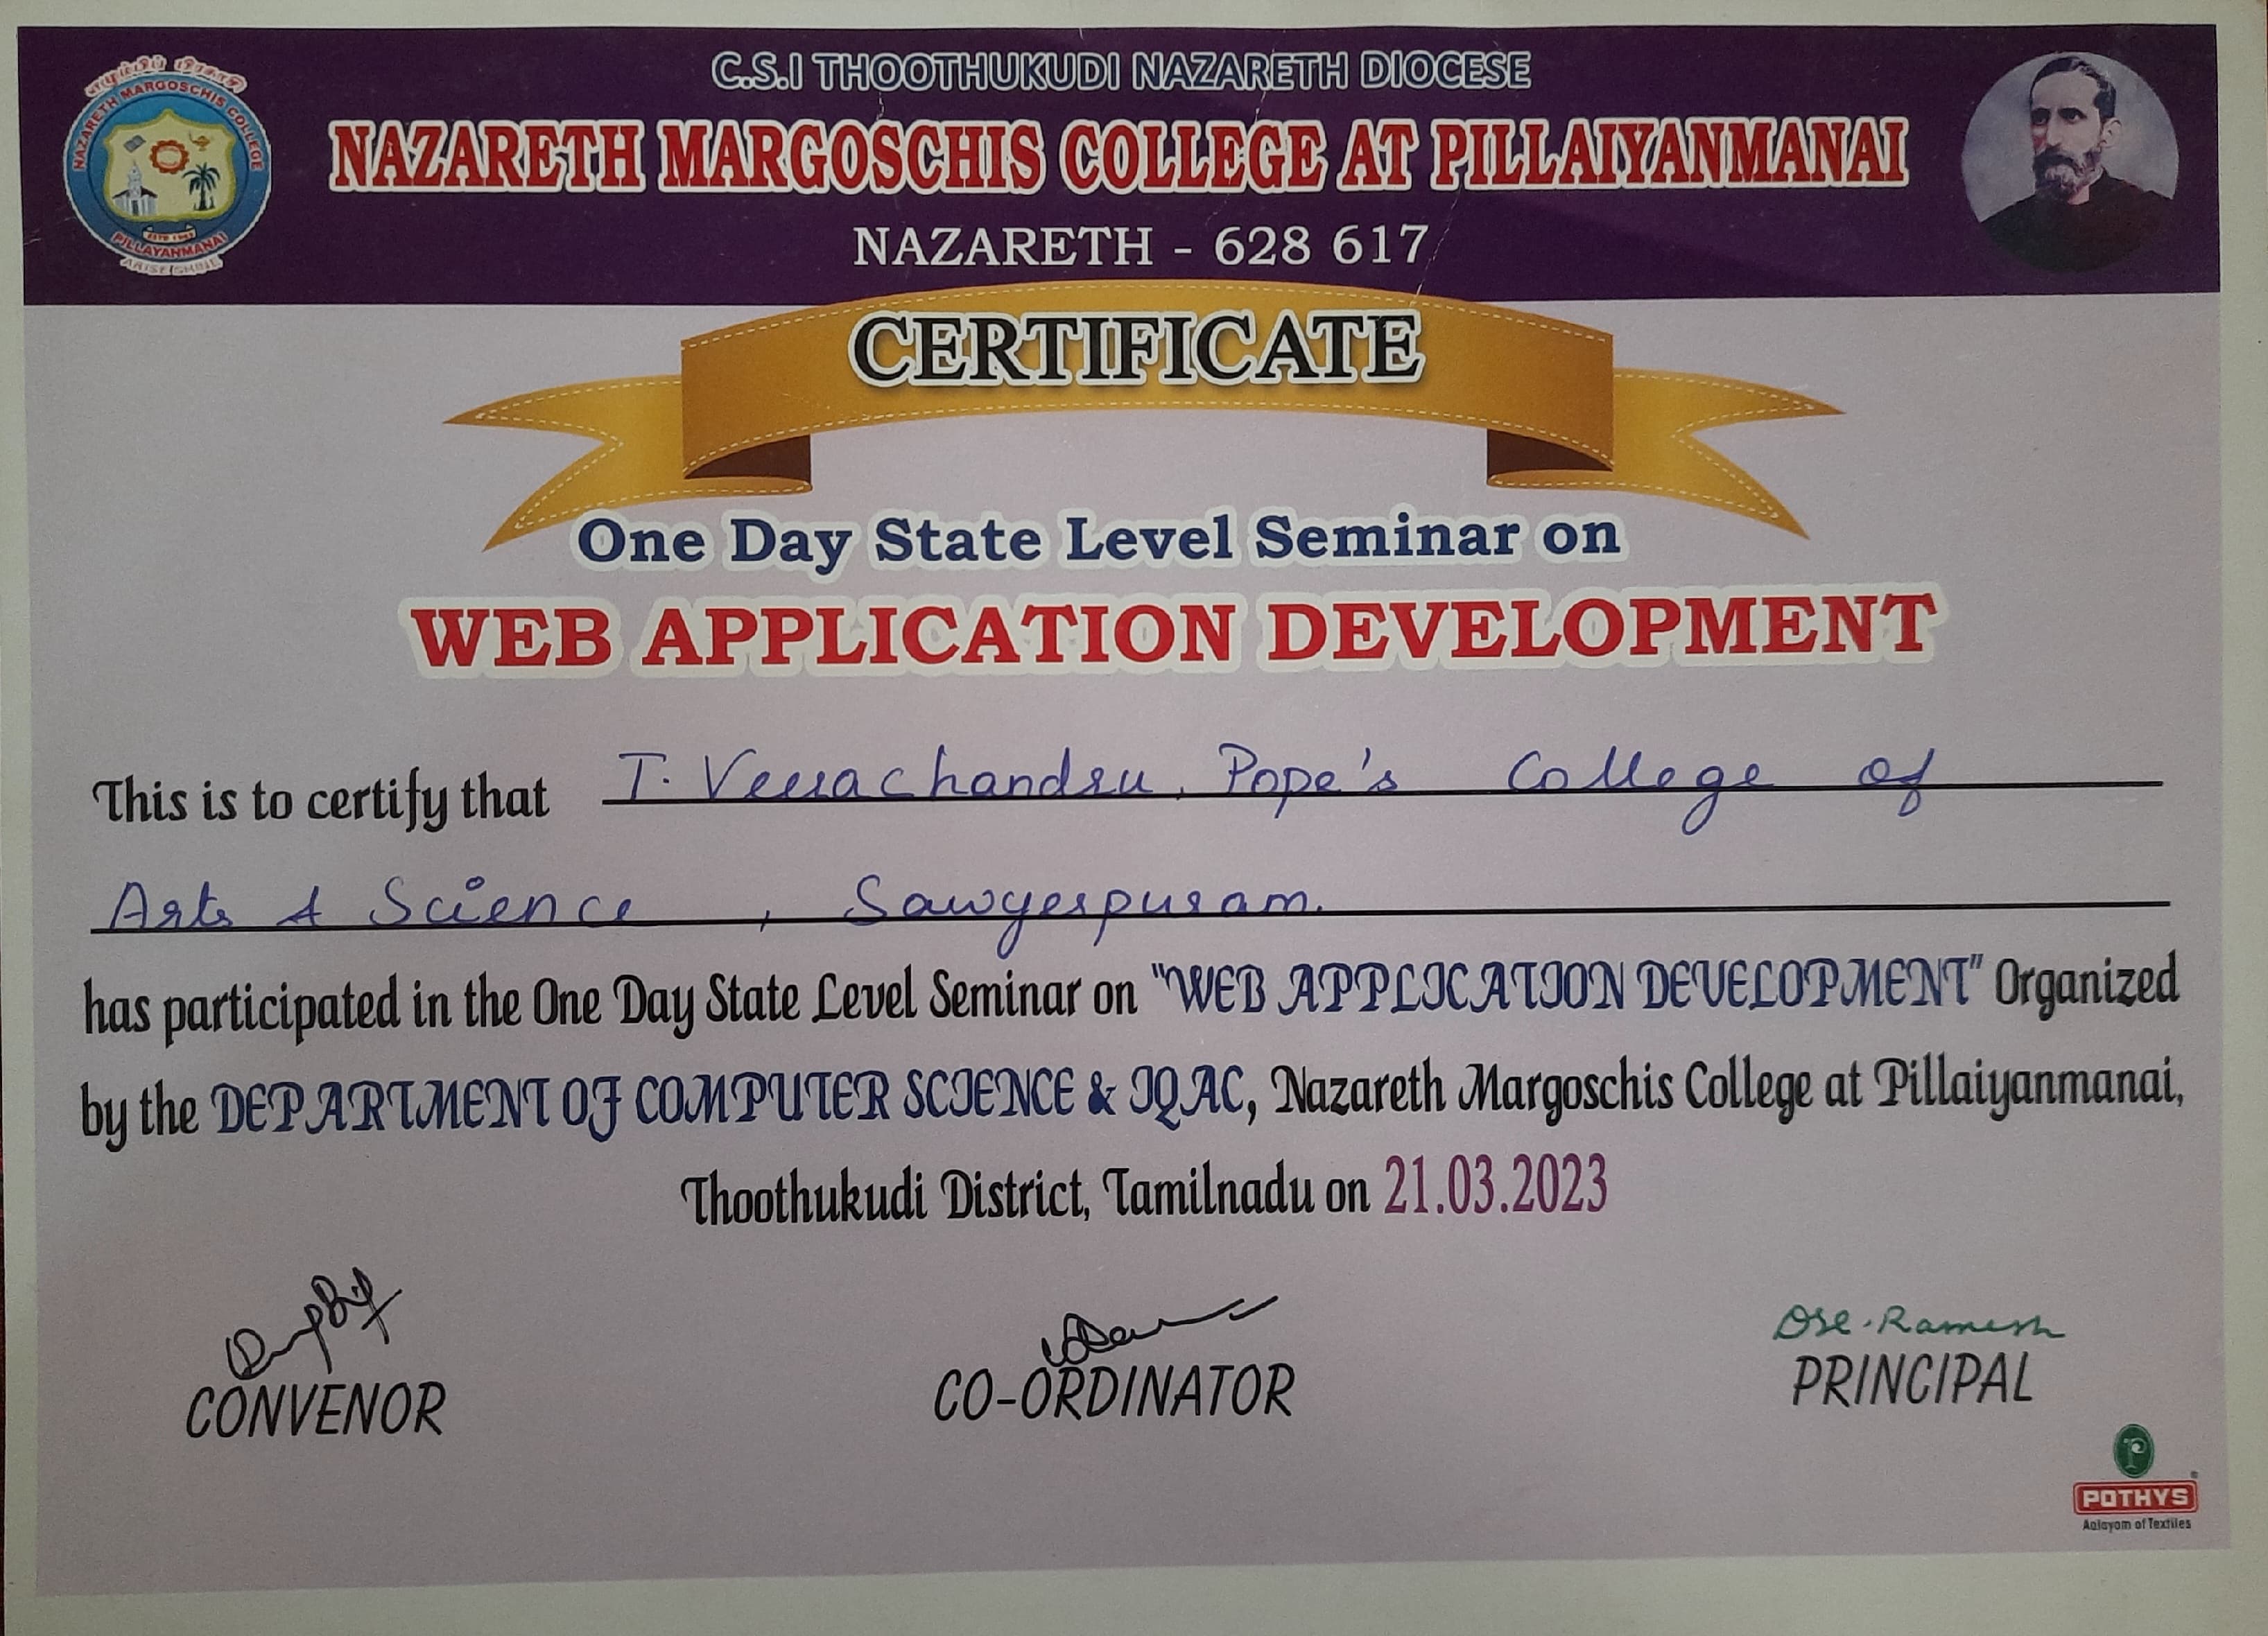 C.S.I THOOTHUKUDI NAZARETH DIOCESE
NAZARETH MARGOSCHIS COLLEGE AT PILLAIYANMANAI
NAZARETH - 628 617
NAZARETH MARGOSCHIS COLLEGE
PILLAYANMANAI
ARISE SHINE
CERTIFICATE
One Day State Level Seminar on
WEB APPLICATION DEVELOPMENT
This is to certify that T. Veerachandru, Pope's College of
Arts & Science, Sawyerpuram.
has participated in the One Day State Level Seminar on "WEB APPLICATION DEVELOPMENT" Organized
by the DEPARTMENT OF COMPUTER SCIENCE & IQAC, Nazareth Margoschis College at Pillaiyanmanai,
Thoothukudi District, Tamilnadu on 21.03.2023
CONVENOR CO-ORDINATOR PRINCIPAL
POTHYS
Aalayam of Textiles